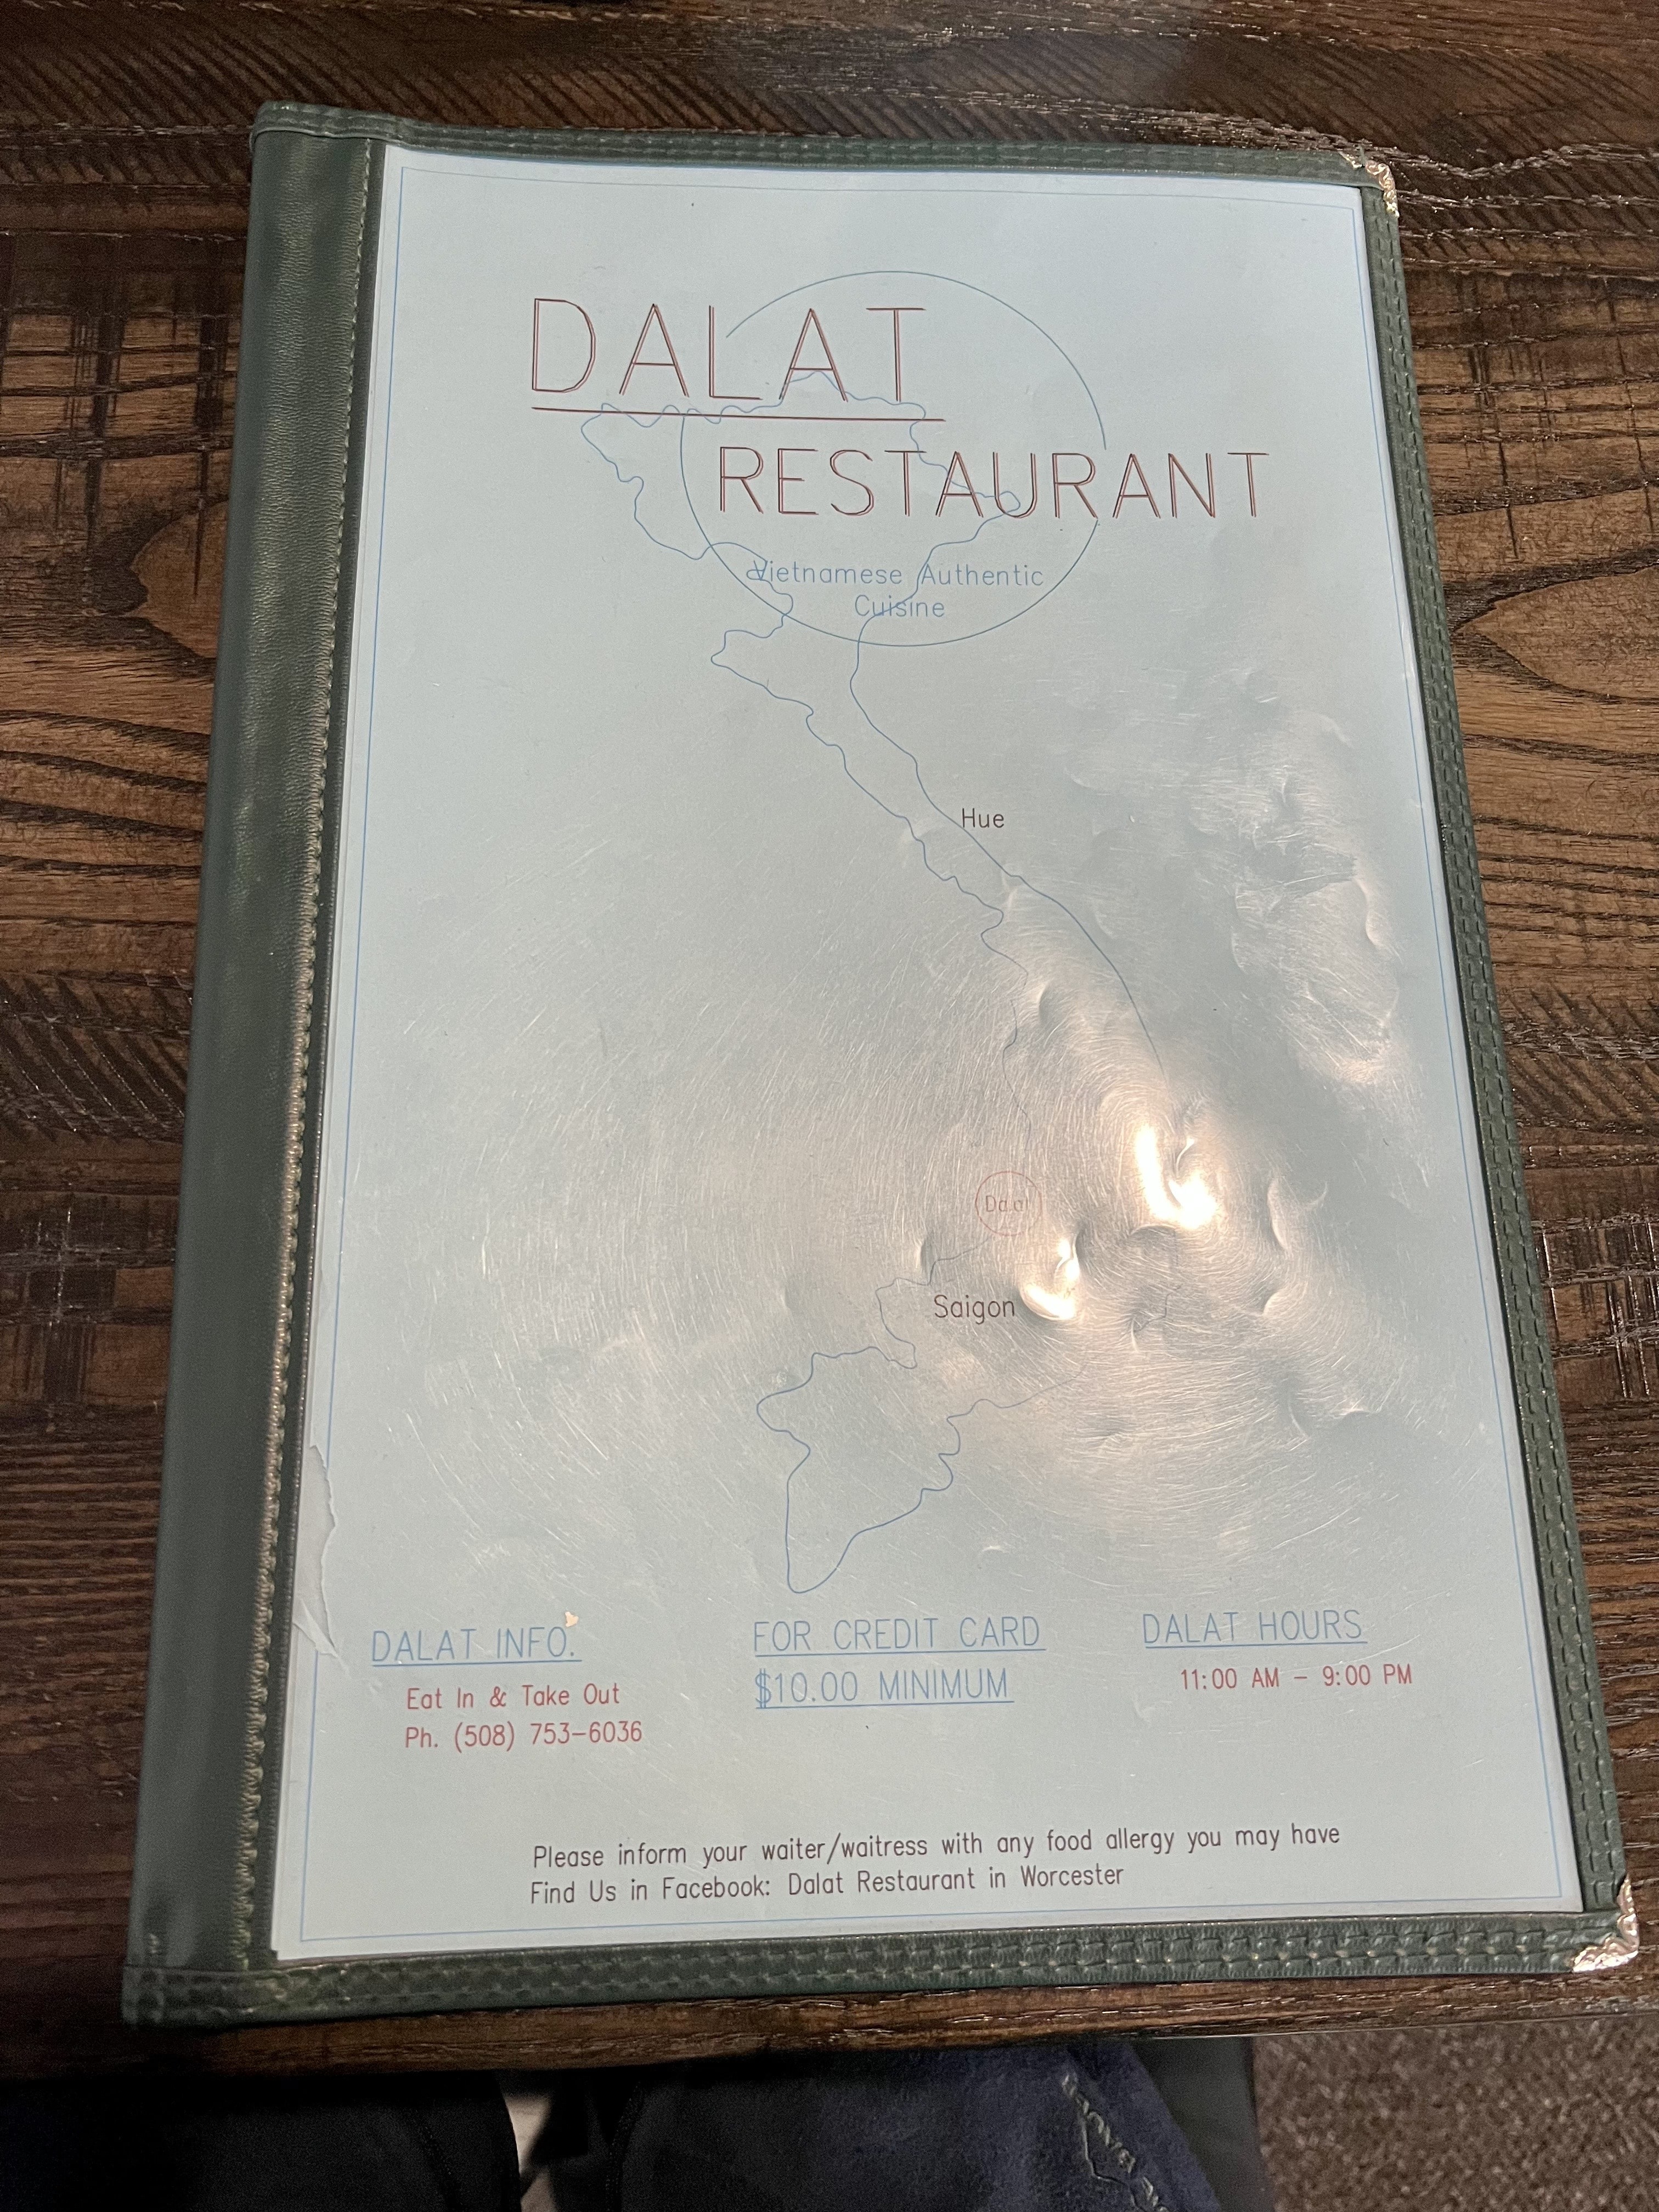 DALAT
RESTAURANT
Vietnamese Authentic
Cuisine
Hue
Dalat
Saigon
DALAT INFO.
Eat In & Take Out
Ph. (508) 753-6036
FOR CREDIT CARD
$10.00 MINIMUM
DALAT HOURS
11:00 AM - 9:00 PM
Please inform your waiter/waitress with any food allergy you may have
Find Us in Facebook: Dalat Restaurant in Worcester